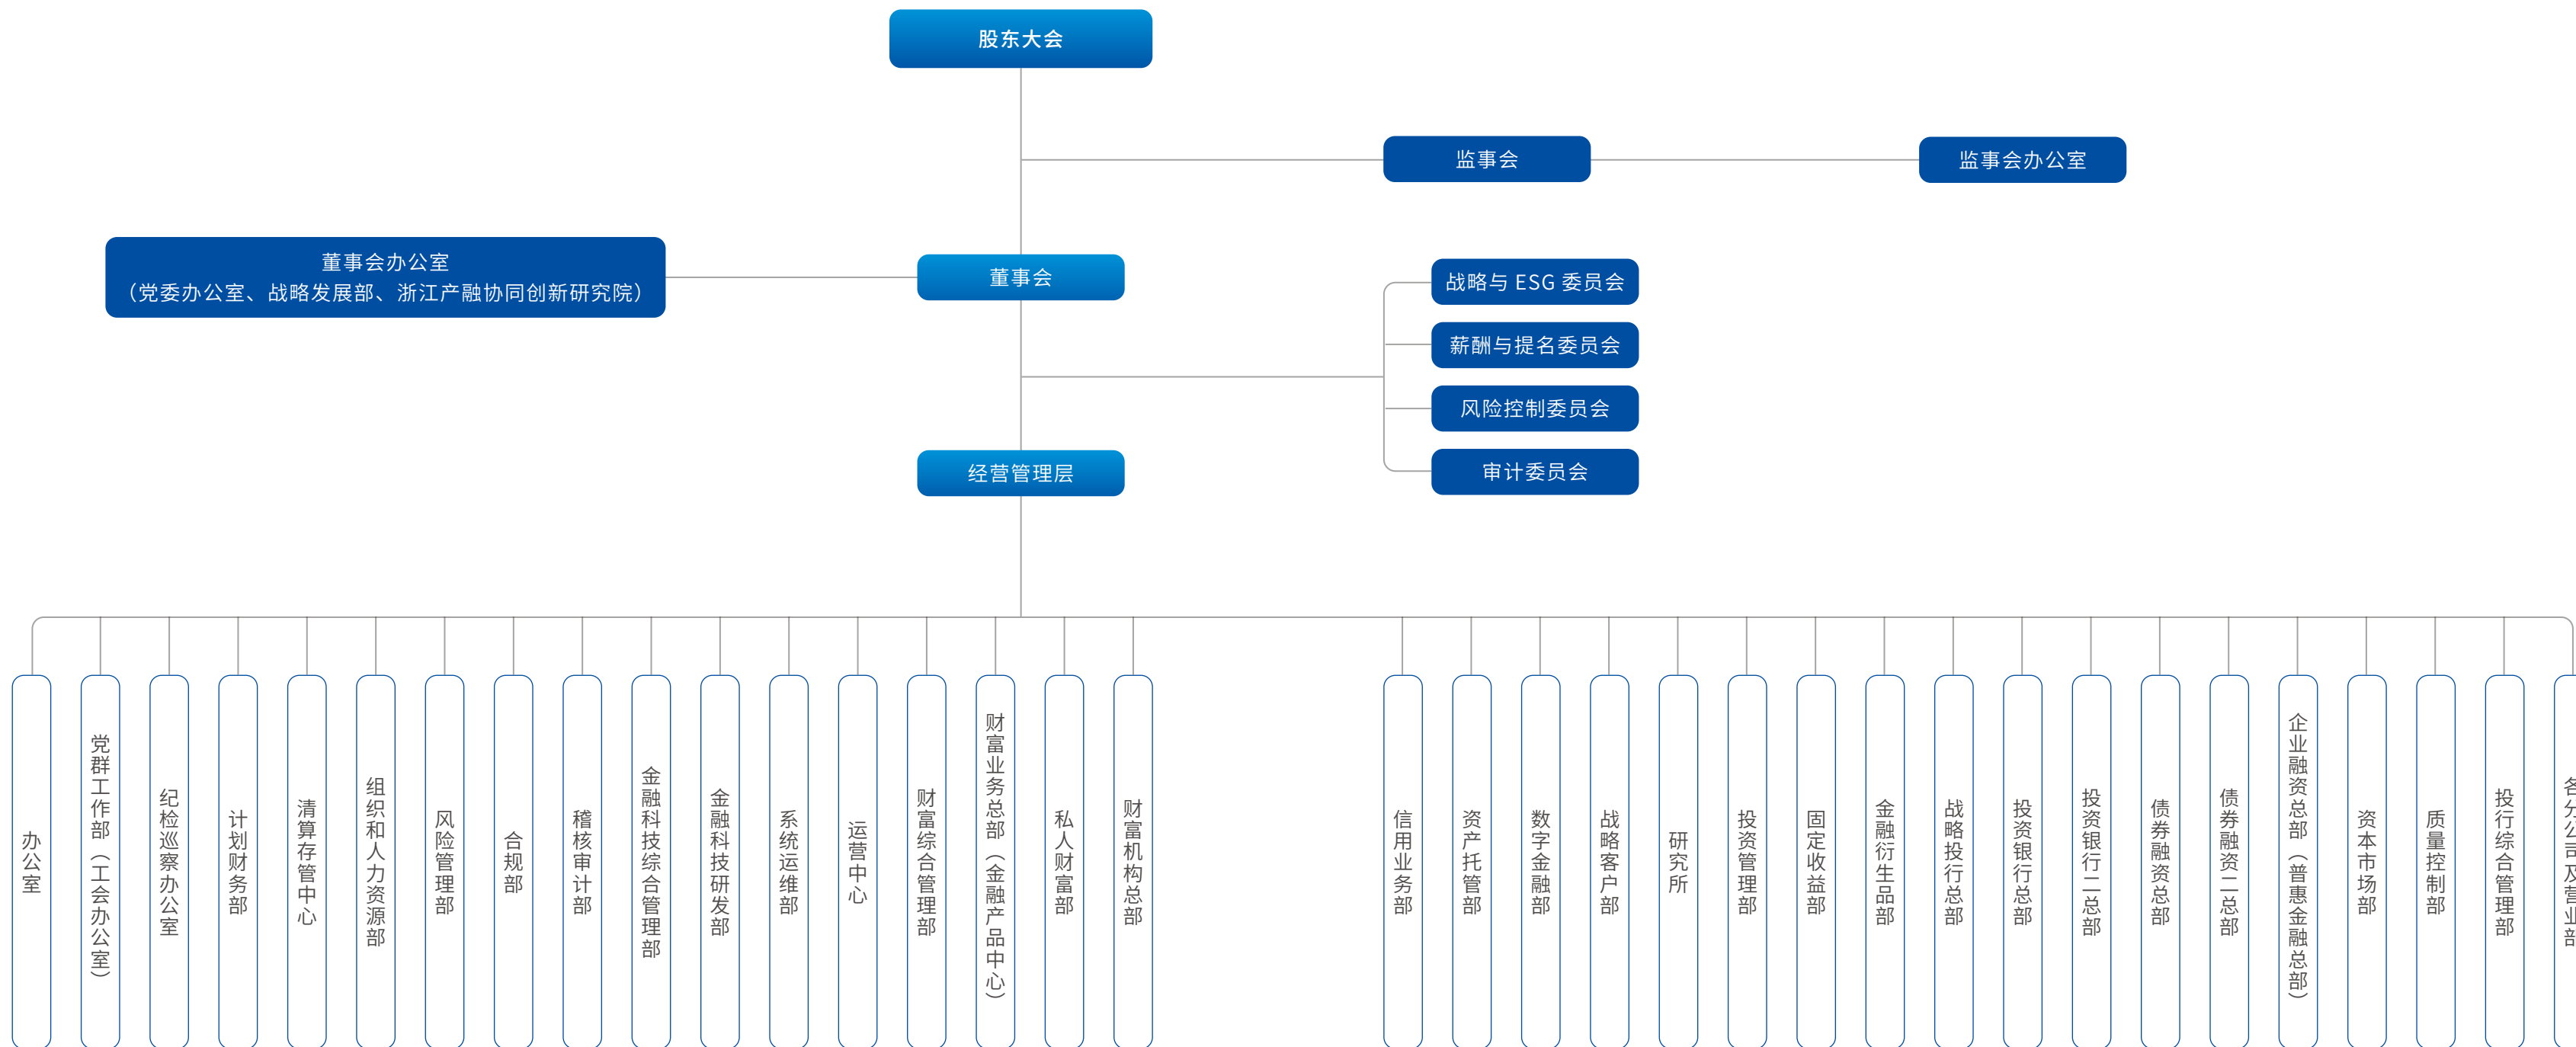 股东大会
监事会
监事会办公室
董事会办公室
（党委办公室、战略发展部、浙江产融协同创新研究院）
董事会
战略与 ESG 委员会
薪酬与提名委员会
风险控制委员会
审计委员会
经营管理层
办公室
党群工作部（工会办公室）
纪检巡察办公室
计划财务部
清算存管中心
组织和人力资源部
风险管理部
合规部
稽核审计部
金融科技综合管理部
金融科技研发部
系统运维部
运营中心
财富综合管理部
财富业务总部（金融产品中心）
私人财富部
财富机构总部
信用业务部
资产托管部
数字金融部
战略客户部
研究所
投资管理部
固定收益部
金融衍生品部
战略投行总部
投资银行总部
投资银行二总部
债券融资总部
债券融资二总部
企业融资总部（普惠金融总部）
资本市场部
质量控制部
投行综合管理部
各分公司及营业部